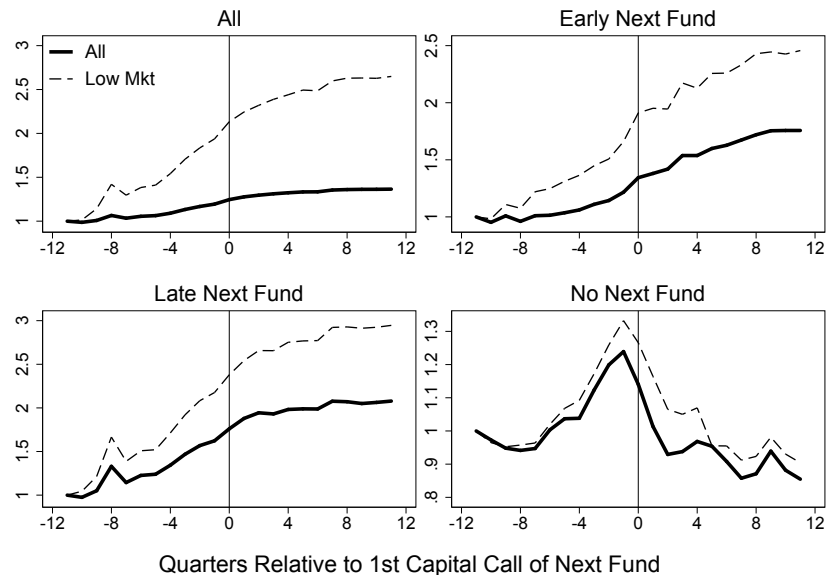 All
Early Next Fund
All
Low Mkt
1 1.5 2 2.5 3
1 1.5 2 2.5
-12 -8 -4 0 4 8 12
-12 -8 -4 0 4 8 12
Late Next Fund
No Next Fund
1 1.5 2 2.5 3
.8 .9 1 1.1 1.2 1.3
-12 -8 -4 0 4 8 12
-12 -8 -4 0 4 8 12
Quarters Relative to 1st Capital Call of Next Fund